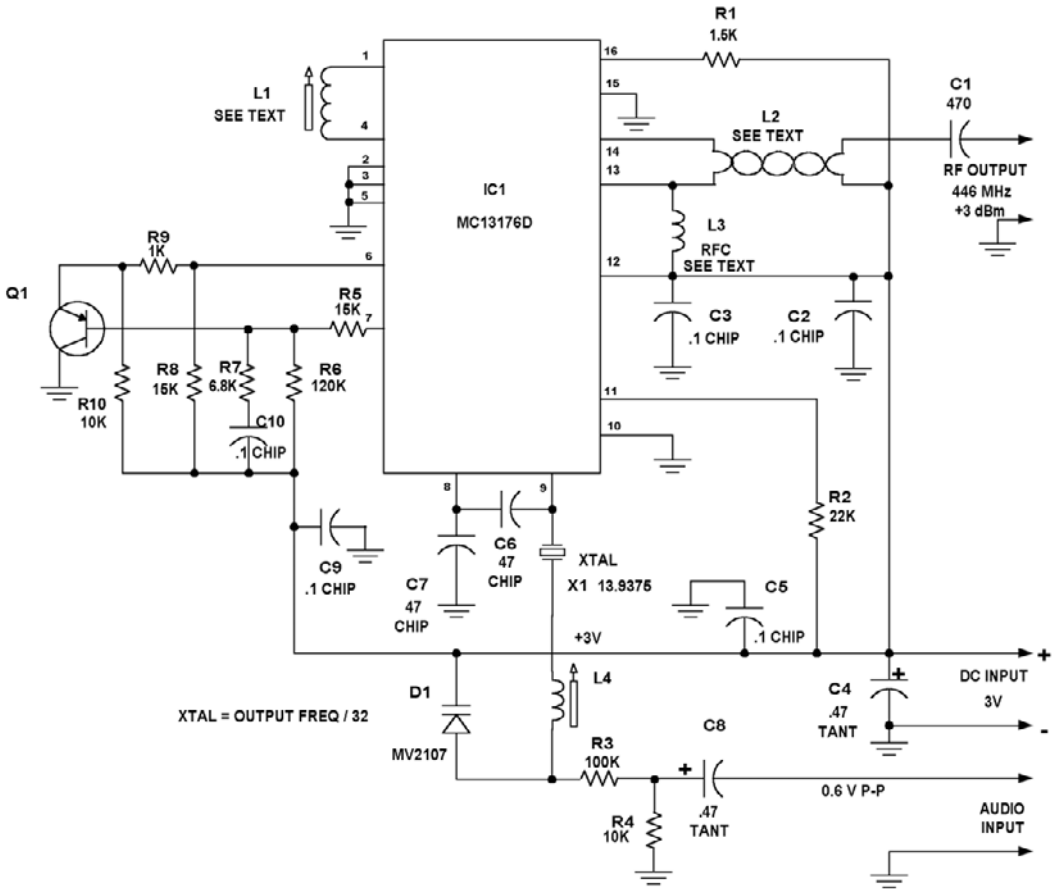 R1
1.5K
16
1
15
L1
SEE TEXT
C1
470
L2
SEE TEXT
4
14
2
3
5
13
IC1
MC13176D
RF OUTPUT
446 MHz
+3 dBm
L3
RFC
SEE TEXT
R9
1K
6
12
Q1
R5
15K
7
C3
.1 CHIP
C2
.1 CHIP
R10
10K
R8
15K
R7
6.8K
R6
120K
C10
.1 CHIP
11
10
8
9
R2
22K
C9
.1 CHIP
C6
47
CHIP
C7
47
CHIP
XTAL
X1 13.9375
C5
.1 CHIP
+3V
+
D1
L4
C4
.47
TANT
+
DC INPUT
3V
-
XTAL = OUTPUT FREQ / 32
MV2107
R3
100K
C8
+
.47
TANT
0.6 V P-P
R4
10K
AUDIO
INPUT